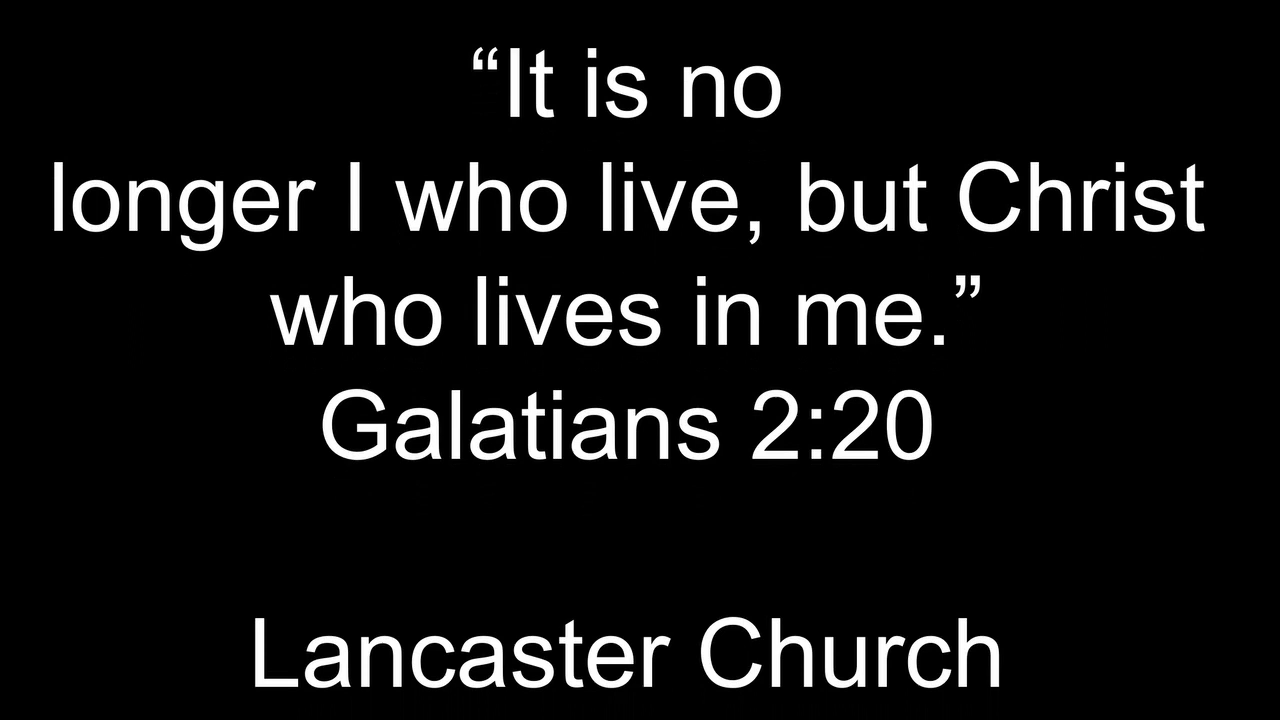 “It is no
longer I who live, but Christ
who lives in me.”
Galatians 2:20
Lancaster Church